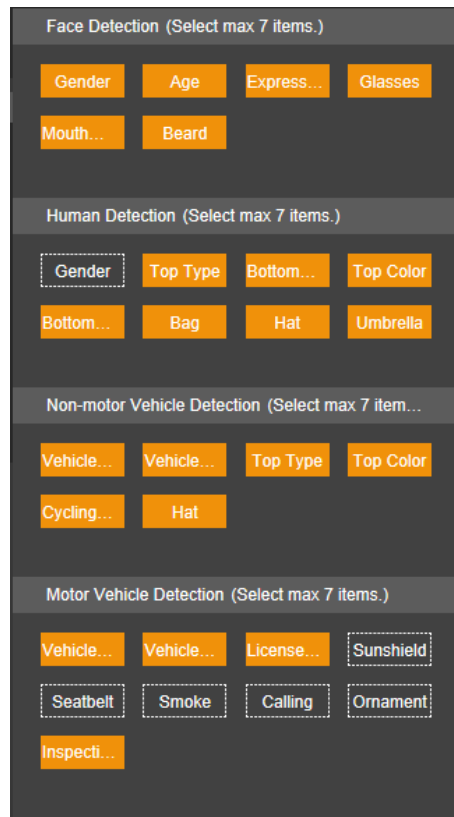 Face Detection (Select max 7 items.)
Gender Age Express... Glasses
Mouth... Beard
Human Detection (Select max 7 items.)
Gender Top Type Bottom... Top Color
Bottom... Bag Hat Umbrella
Non-motor Vehicle Detection (Select max 7 item...
Vehicle... Vehicle... Top Type Top Color
Cycling... Hat
Motor Vehicle Detection (Select max 7 items.)
Vehicle... Vehicle... License... Sunshield
Seatbelt Smoke Calling Ornament
Inspecti...